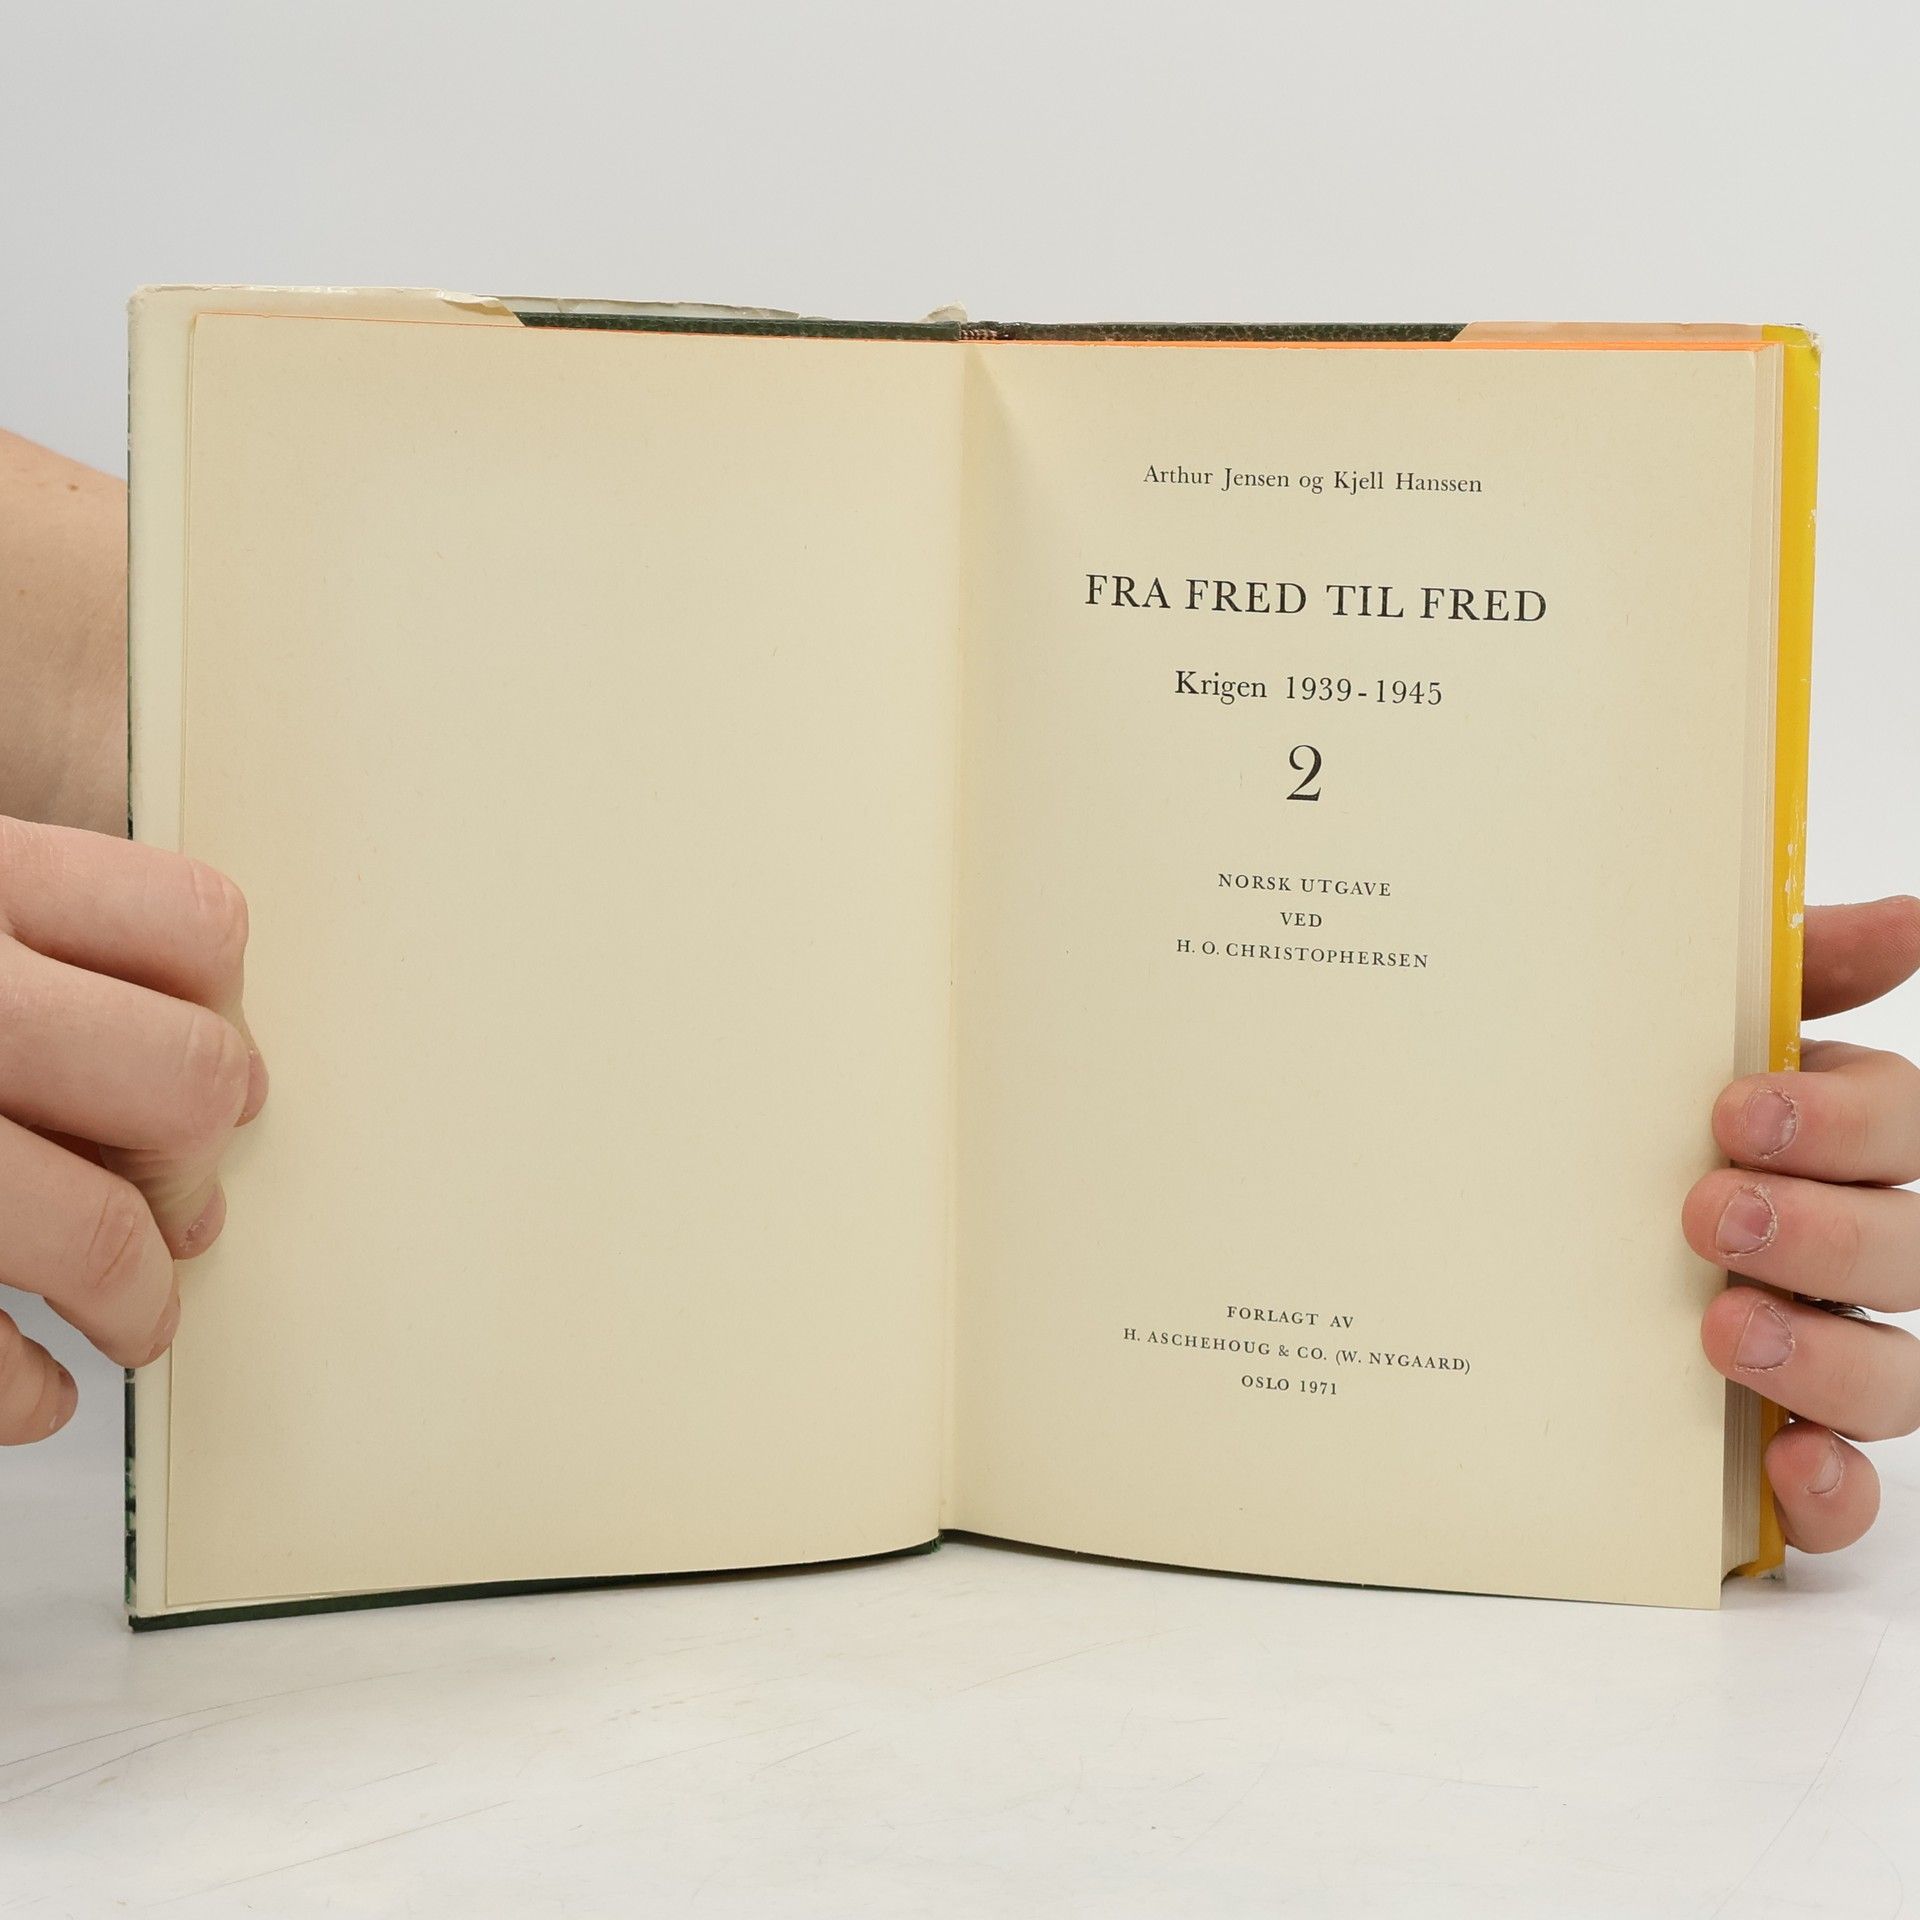 Arthur Jensen og Kjell Hanssen
FRA FRED TIL FRED
Krigen 1939-1945
2
NORSK UTGAVE
VED
H. O. CHRISTOPHERSEN
FORLAGT AV
H. ASCHEHOUG & CO. (W. NYGAARD)
OSLO 1971